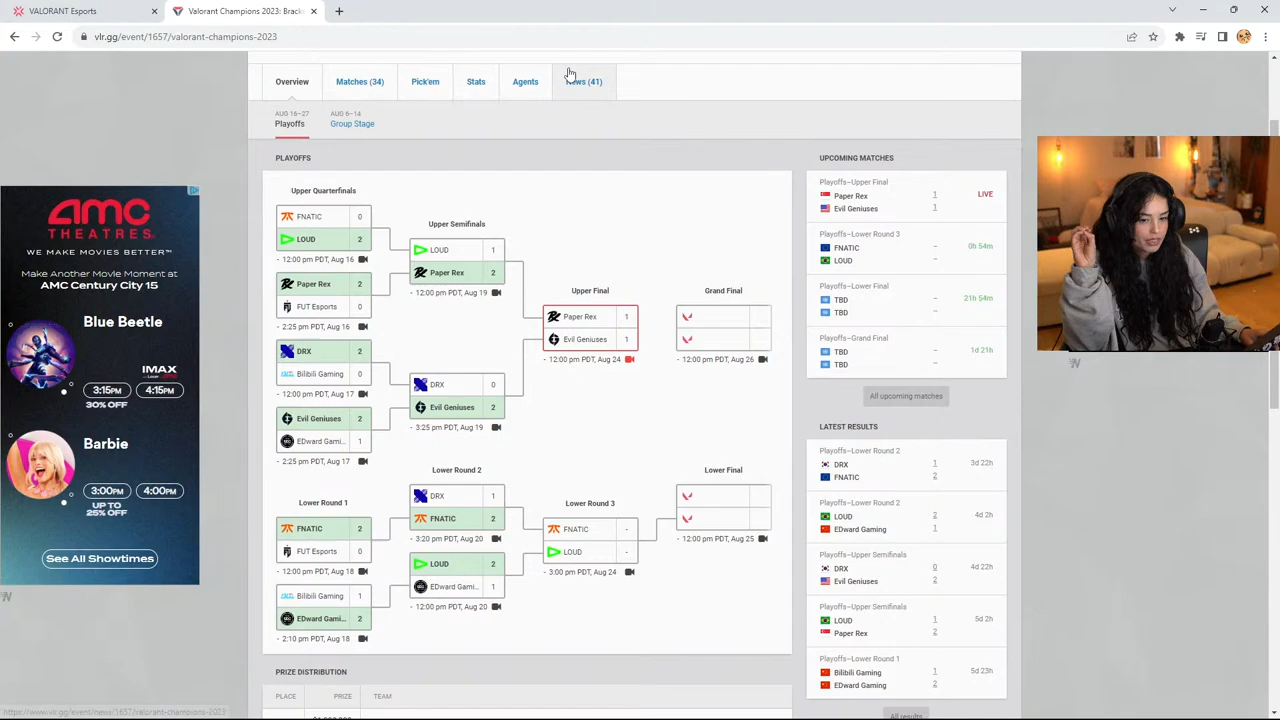 VALORANT Esports
Valorant Champions 2023: Brack
vlr.gg/event/1657/valorant-champions-2023
Overview
Matches (34)
Pick'em
Stats
Agents
News (41)
AUG 16–27
Playoffs
AUG 6–14
Group Stage
PLAYOFFS
Upper Quarterfinals
FNATIC 0
LOUD 2
- 12:00 pm PDT, Aug 16
Paper Rex 2
FUT Esports 0
- 2:25 pm PDT, Aug 16
DRX 2
Bilibili Gaming 0
- 12:00 pm PDT, Aug 17
Evil Geniuses 2
EDward Gami... 1
- 2:25 pm PDT, Aug 17
Upper Semifinals
LOUD 1
Paper Rex 2
- 12:00 pm PDT, Aug 19
DRX 0
Evil Geniuses 2
- 3:25 pm PDT, Aug 19
Upper Final
Paper Rex 1
Evil Geniuses 1
- 12:00 pm PDT, Aug 24
Grand Final
- 12:00 pm PDT, Aug 26
Lower Round 1
FNATIC 2
FUT Esports 0
- 12:00 pm PDT, Aug 18
Bilibili Gaming 1
EDward Gami... 2
- 2:10 pm PDT, Aug 18
Lower Round 2
DRX 1
FNATIC 2
- 3:20 pm PDT, Aug 20
LOUD 2
EDward Gami... 1
- 12:00 pm PDT, Aug 20
Lower Round 3
FNATIC -
LOUD -
- 3:00 pm PDT, Aug 24
Lower Final
- 12:00 pm PDT, Aug 25
PRIZE DISTRIBUTION
PLACE PRIZE TEAM
UPCOMING MATCHES
Playoffs–Upper Final
Paper Rex 1 LIVE
Evil Geniuses 1
Playoffs–Lower Round 3
FNATIC – 0h 54m
LOUD –
Playoffs–Lower Final
TBD – 21h 54m
TBD –
Playoffs–Grand Final
TBD – 1d 21h
TBD –
All upcoming matches
LATEST RESULTS
Playoffs–Lower Round 2
DRX 1 3d 22h
FNATIC 2
Playoffs–Lower Round 2
LOUD 2 4d 2h
EDward Gaming 1
Playoffs–Upper Semifinals
DRX 0 4d 22h
Evil Geniuses 2
Playoffs–Upper Semifinals
LOUD 1 5d 2h
Paper Rex 2
Playoffs–Lower Round 1
Bilibili Gaming 1 5d 23h
EDward Gaming 2
All results
amc
THEATRES
WE MAKE MOVIES BETTER™
Make Another Movie Moment at
AMC Century City 15
Blue Beetle
IMAX
3:15PM 4:15PM
30% OFF
Barbie
3:00PM 4:00PM
UP TO
25% OFF
See All Showtimes
https://www.vlr.gg/event/news/1657/valorant-champions-2023